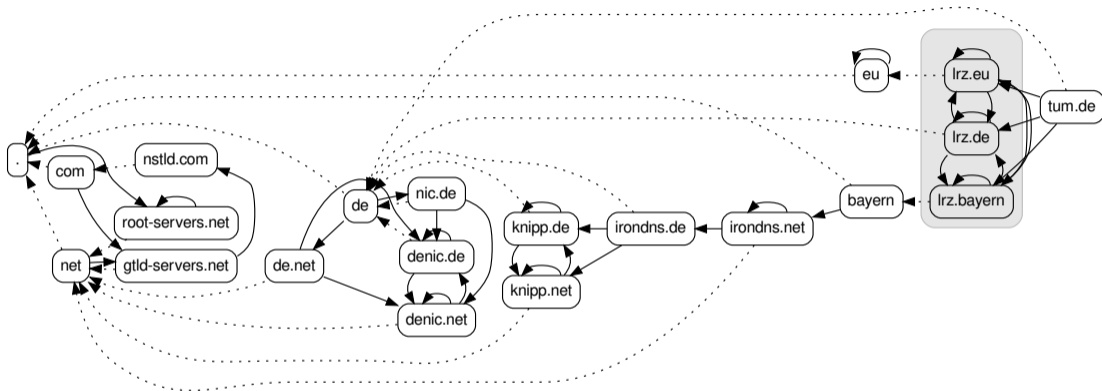 eu
lrz.eu
tum.de
lrz.de
.
com
nstld.com
root-servers.net
net
gtld-servers.net
de
nic.de
de.net
denic.de
denic.net
knipp.de
knipp.net
irondns.de
irondns.net
bayern
lrz.bayern